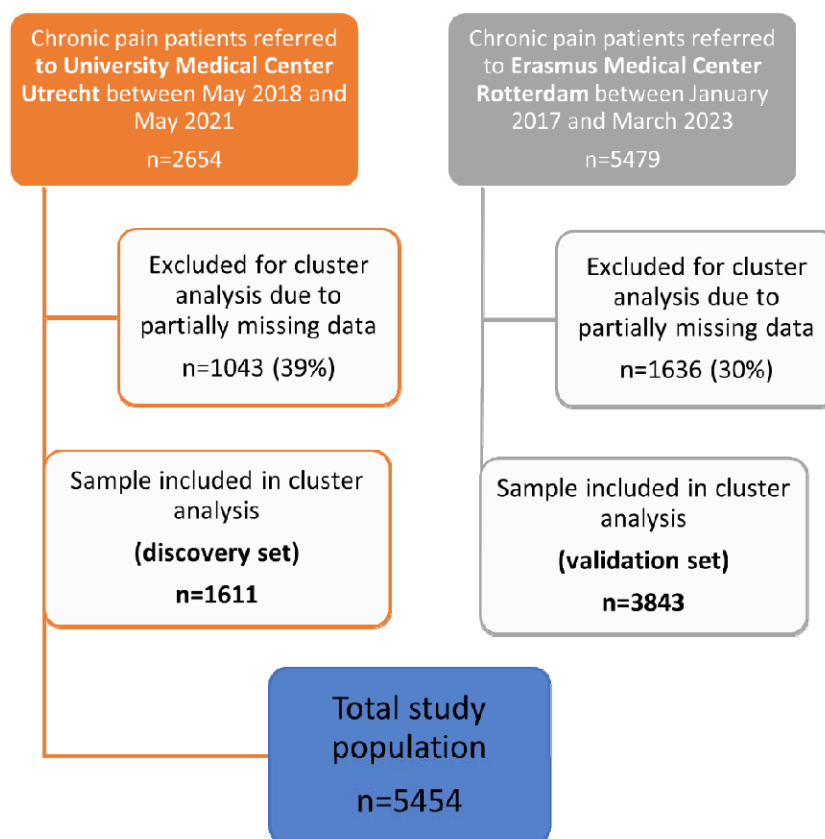 Chronic pain patients referred
to University Medical Center
Utrecht between May 2018 and
May 2021
n=2654
Excluded for cluster
analysis due to
partially missing data
n=1043 (39%)
Sample included in cluster
analysis
(discovery set)
n=1611
Chronic pain patients referred
to Erasmus Medical Center
Rotterdam between January
2017 and March 2023
n=5479
Excluded for cluster
analysis due to
partially missing data
n=1636 (30%)
Sample included in cluster
analysis
(validation set)
n=3843
Total study
population
n=5454